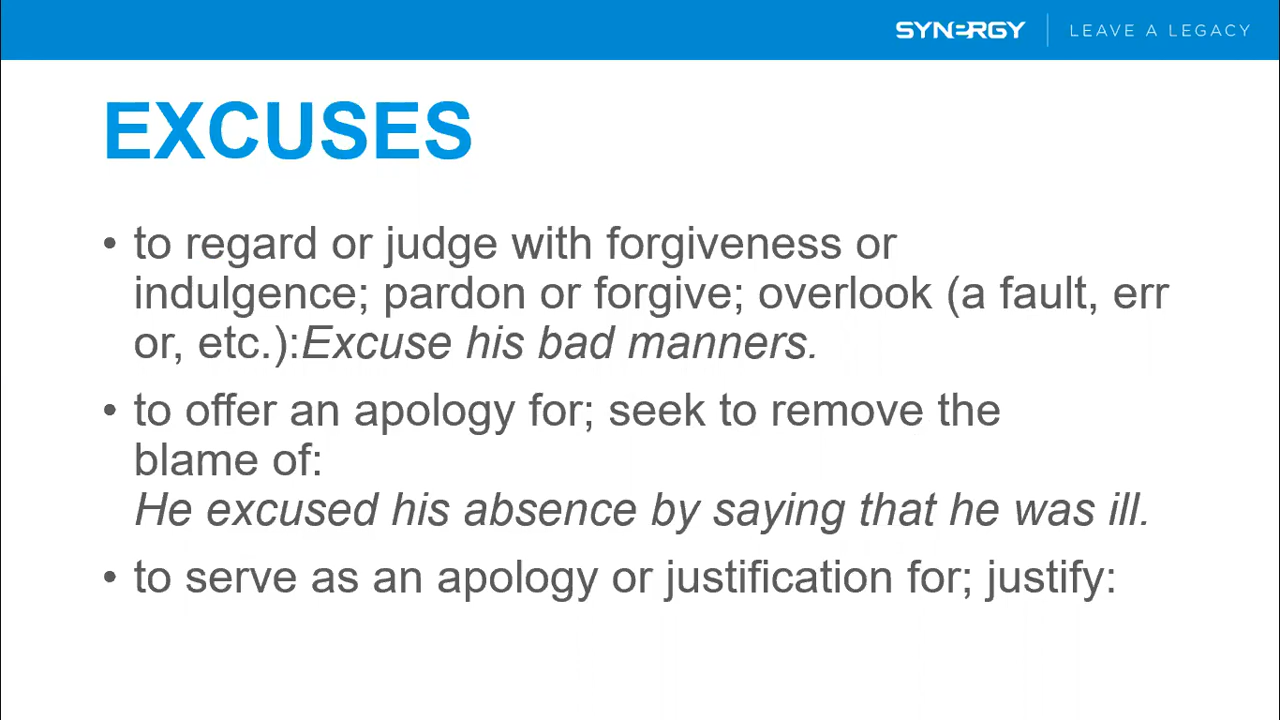 SYNERGY LEAVE A LEGACY
EXCUSES
• to regard or judge with forgiveness or
indulgence; pardon or forgive; overlook (a fault, err
or, etc.):Excuse his bad manners.
• to offer an apology for; seek to remove the
blame of:
He excused his absence by saying that he was ill.
• to serve as an apology or justification for; justify: